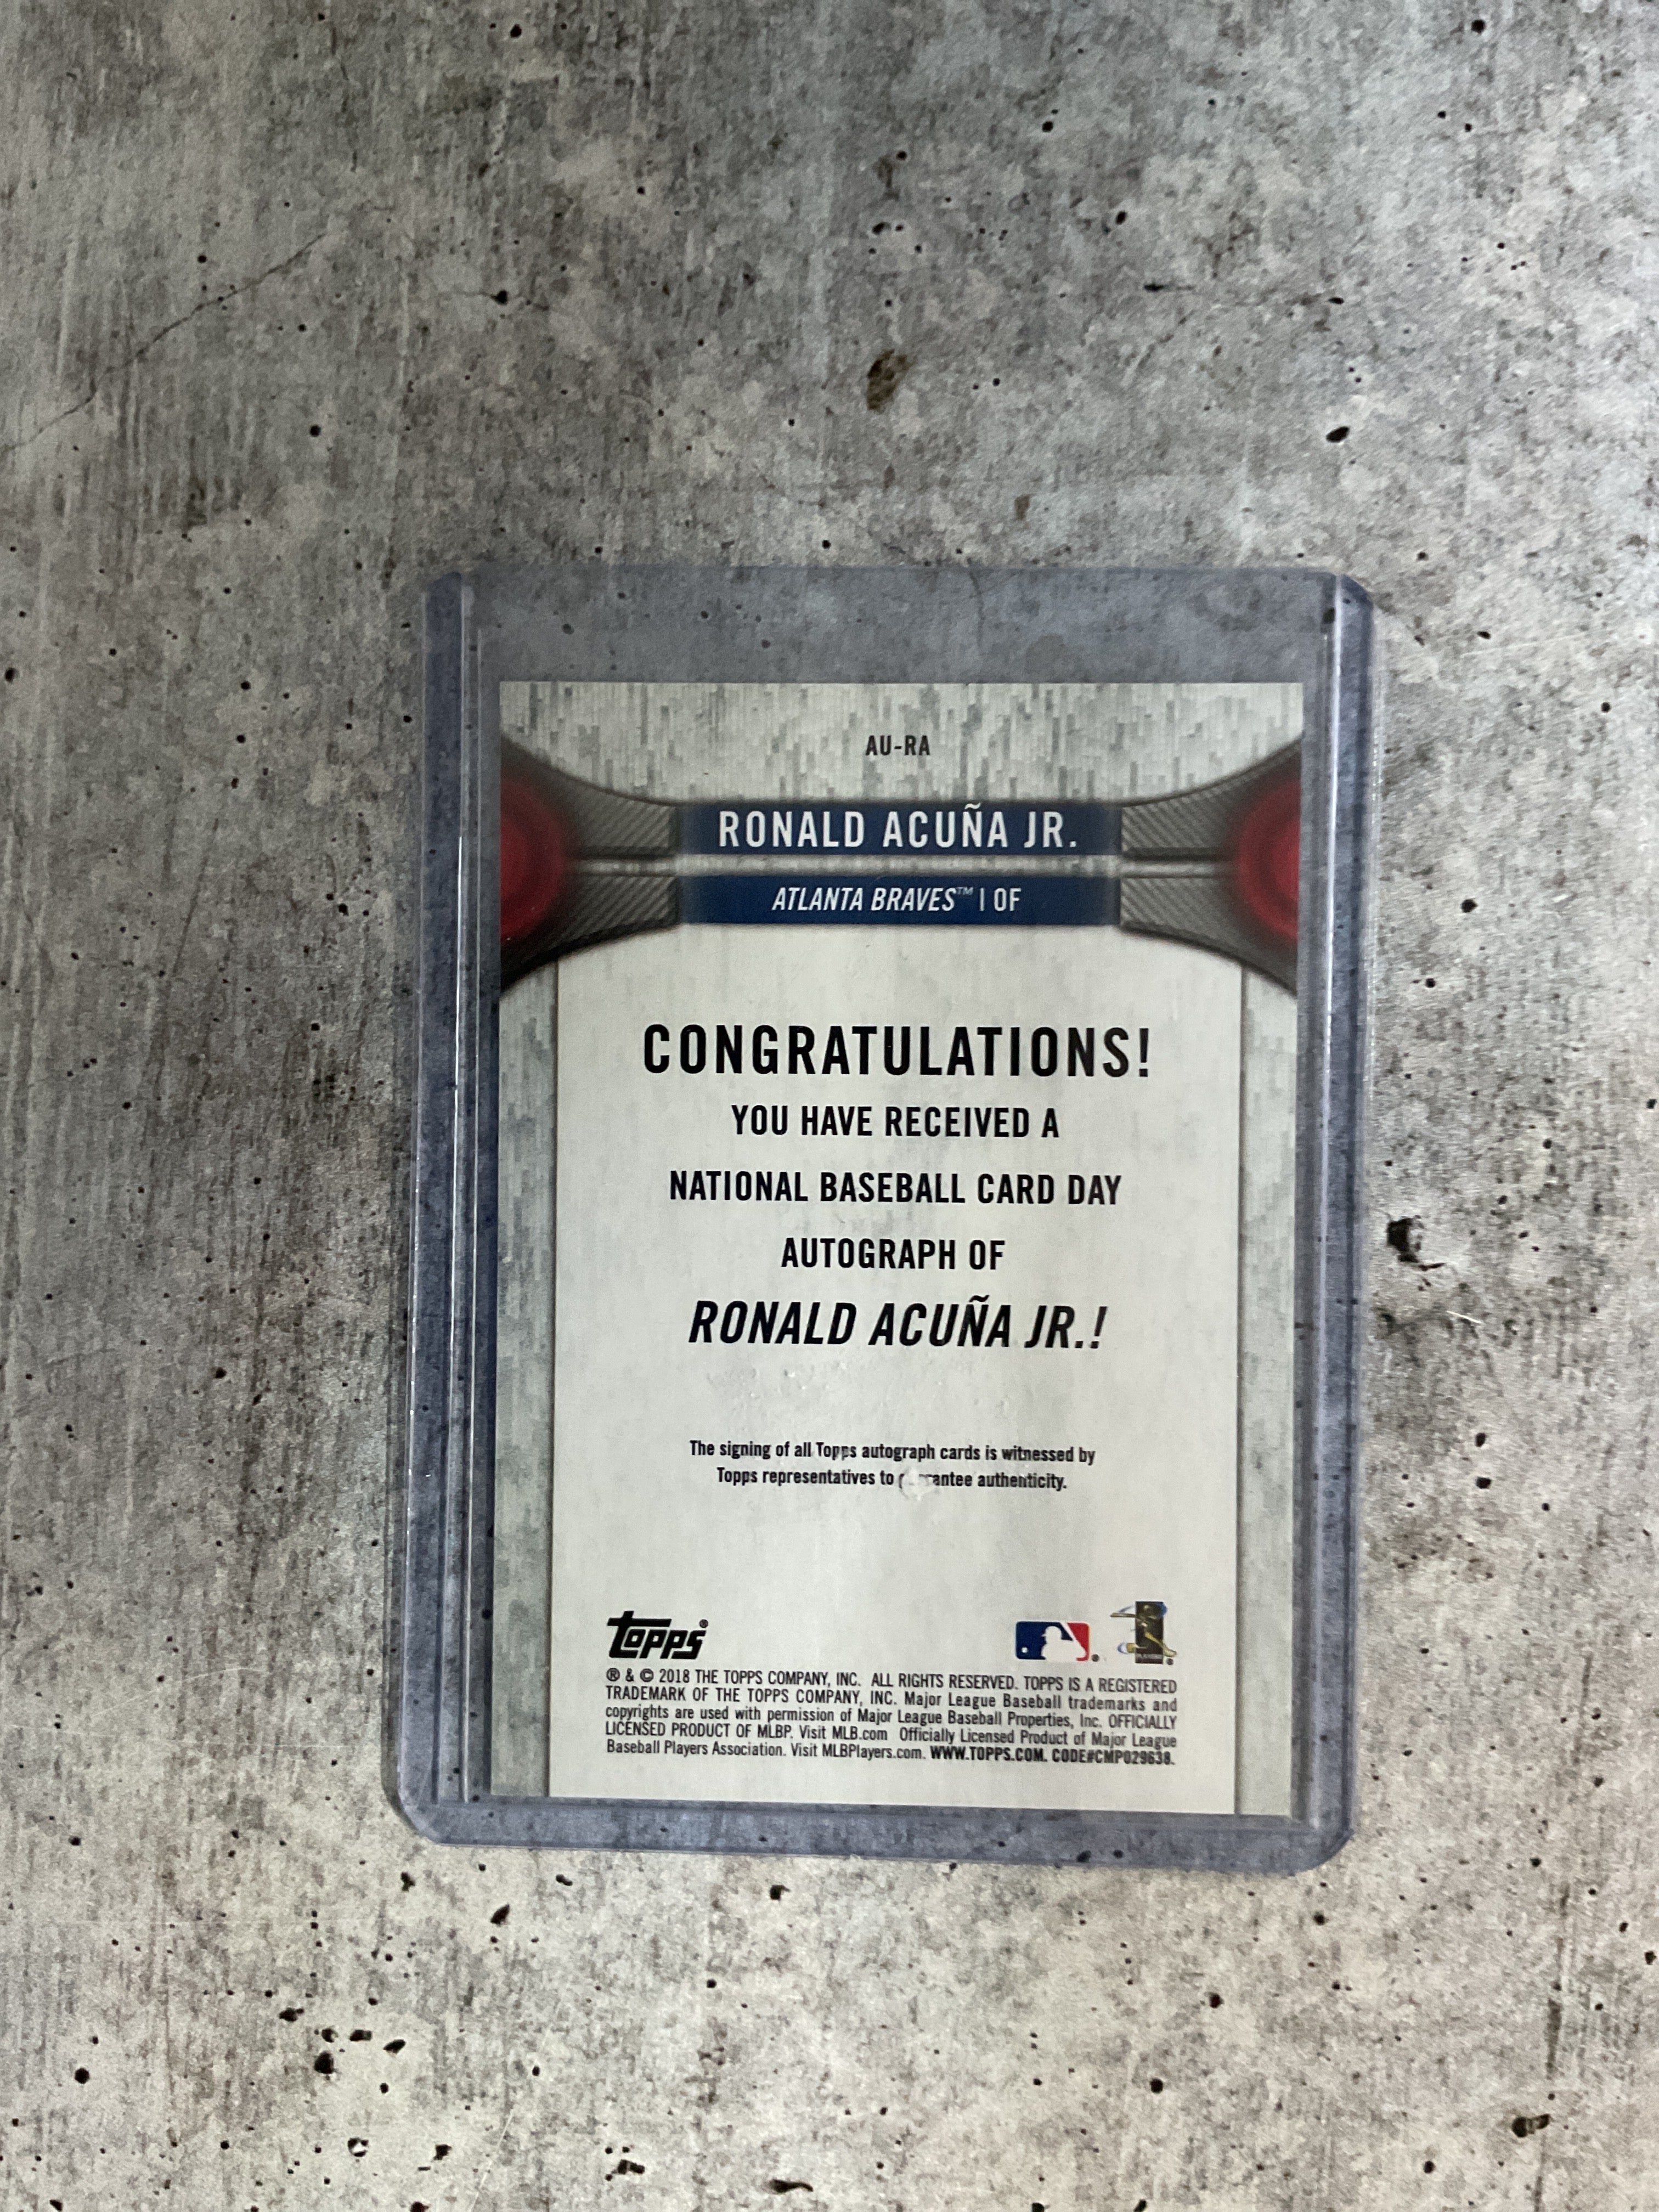 AU-RA
RONALD ACUÑA JR.
ATLANTA BRAVES™ | OF
CONGRATULATIONS!
YOU HAVE RECEIVED A
NATIONAL BASEBALL CARD DAY
AUTOGRAPH OF
RONALD ACUÑA JR.!
The signing of all Topps autograph cards is witnessed by
Topps representatives to authenticity.
topps®
® & © 2018 THE TOPPS COMPANY, INC. ALL RIGHTS RESERVED. TOPPS IS A REGISTERED
TRADEMARK OF THE TOPPS COMPANY, INC. Major League Baseball trademarks and
copyrights are used with permission of Major League Baseball Properties, Inc. OFFICIALLY
LICENSED PRODUCT OF MLBP. Visit MLB.com Officially Licensed Product of Major League
Baseball Players Association. Visit MLBPlayers.com. WWW.TOPPS.COM. CODE#CMP029638.